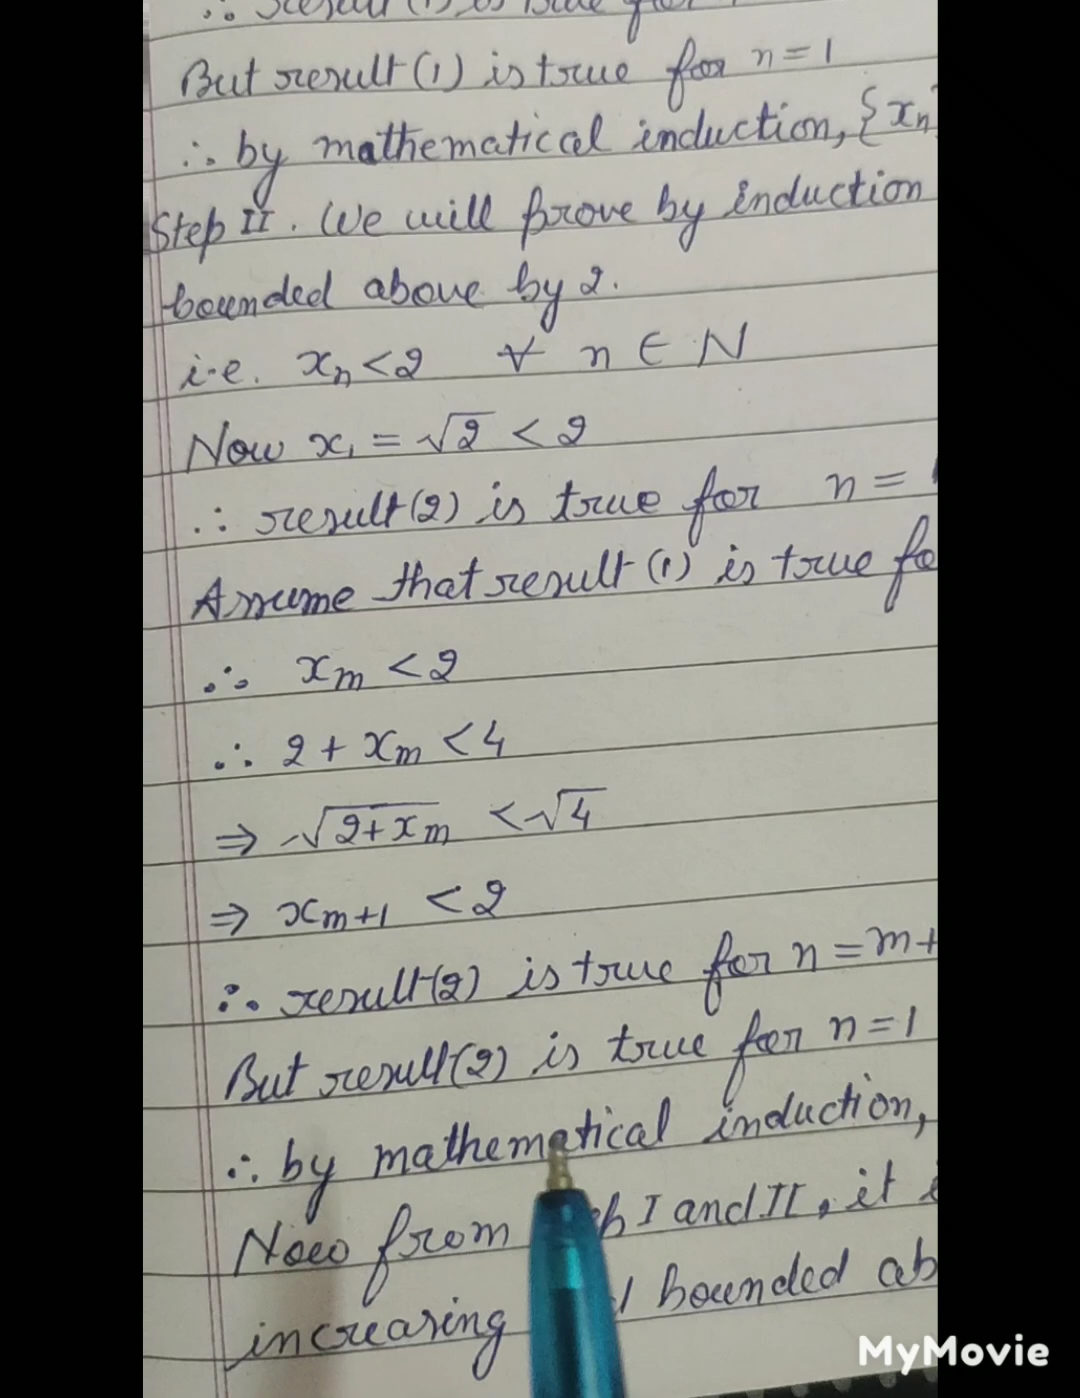 But result (1) is true for n = 1
∴ by mathematical induction, {xₙ
Step II. We will prove by induction
bounded above by 2.
i.e. xₙ < 2 ∀ n ∈ N
Now x₁ = √2 < 2
∴ result (2) is true for n =
Assume that result (1) is true fo
∴ xₘ < 2
∴ 2 + xₘ < 4
⇒ √(2+xₘ) < √4
⇒ xₘ₊₁ < 2
∴ result (2) is true for n = m+
But result (2) is true for n = 1
∴ by mathematical induction,
Now from I and II, it
increasing bounded ab
MyMovie